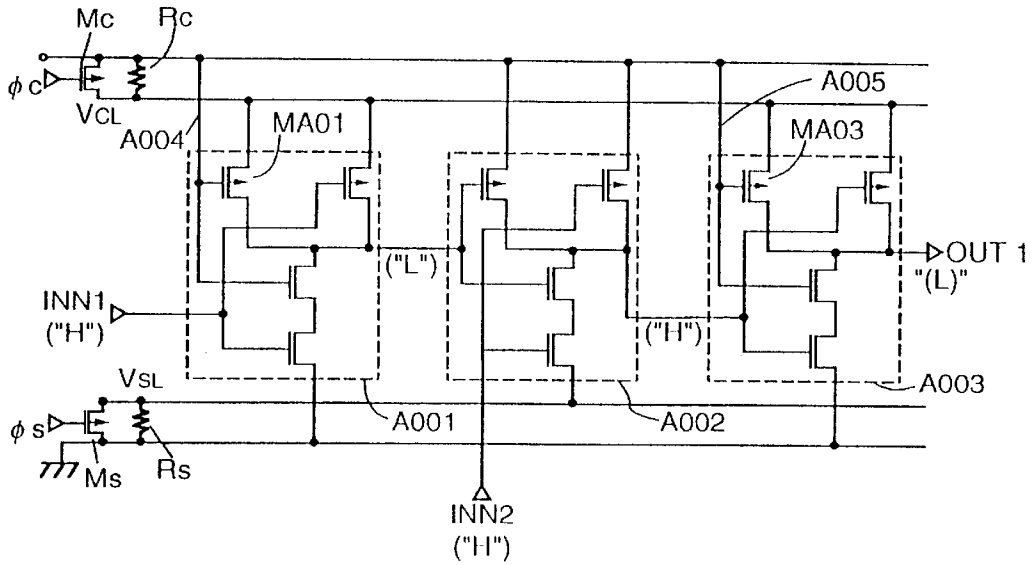 Mc
Rc
φc
VCL
A004
MA01
A005
MA03
("L")
OUT 1
"(L)"
INN1
("H")
("H")
VSL
A001
A002
A003
φs
Ms
Rs
INN2
("H")